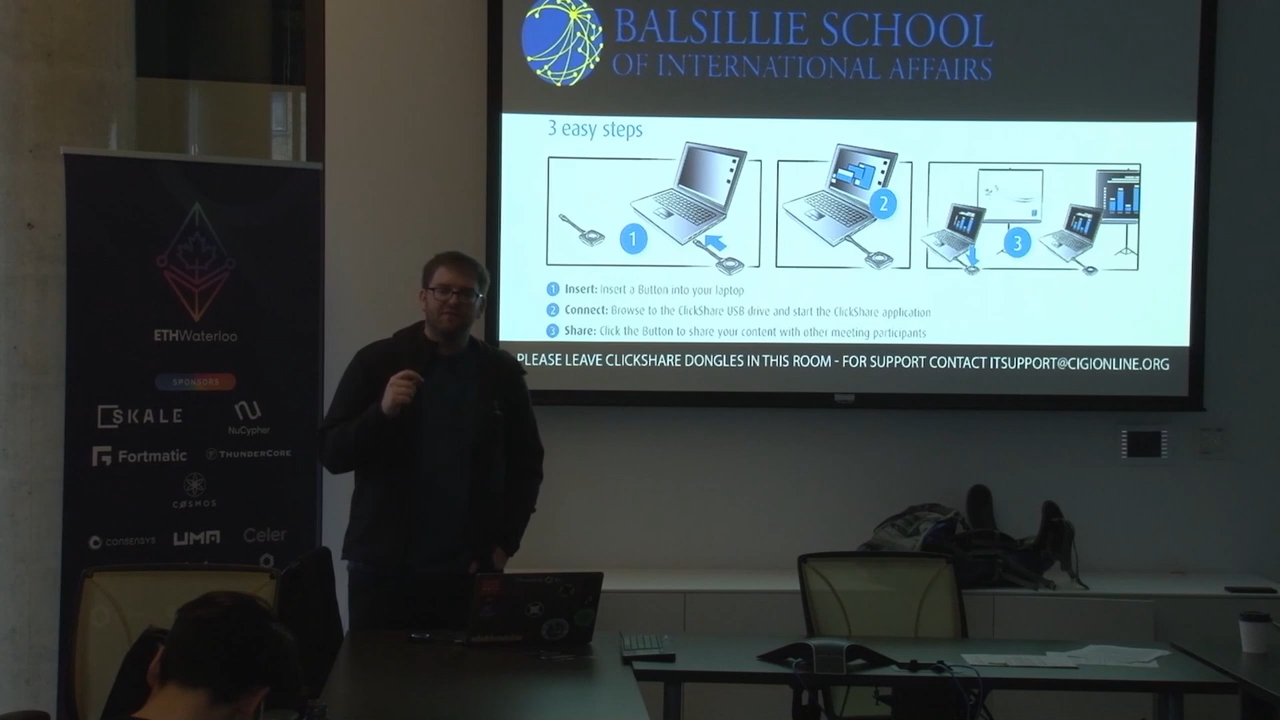 BALSILLIE SCHOOL
OF INTERNATIONAL AFFAIRS
3 easy steps
1
2
3
1 Insert: Insert a Button into your laptop
2 Connect: Browse to the ClickShare USB drive and start the ClickShare application
3 Share: Click the Button to share your content with other meeting participants
PLEASE LEAVE CLICKSHARE DONGLES IN THIS ROOM - FOR SUPPORT CONTACT ITSUPPORT@CIGIONLINE.ORG
ETHWaterloo
SPONSORS
SKALE
NuCypher
Fortmatic
THUNDERCORE
COSMOS
CONSENSYS
UMA
Celer